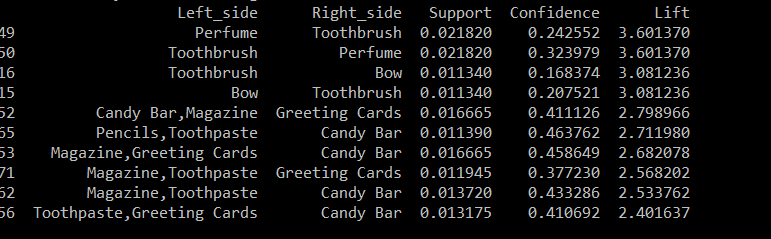 Left_side Right_side Support Confidence Lift
49 Perfume Toothbrush 0.021820 0.242552 3.601370
50 Toothbrush Perfume 0.021820 0.323979 3.601370
16 Toothbrush Bow 0.011340 0.168374 3.081236
15 Bow Toothbrush 0.011340 0.207521 3.081236
52 Candy Bar,Magazine Greeting Cards 0.016665 0.411126 2.798966
65 Pencils,Toothpaste Candy Bar 0.011390 0.463762 2.711980
53 Magazine,Greeting Cards Candy Bar 0.016665 0.458649 2.682078
71 Magazine,Toothpaste Greeting Cards 0.011945 0.377230 2.568202
62 Magazine,Toothpaste Candy Bar 0.013720 0.433286 2.533762
56 Toothpaste,Greeting Cards Candy Bar 0.013175 0.410692 2.401637